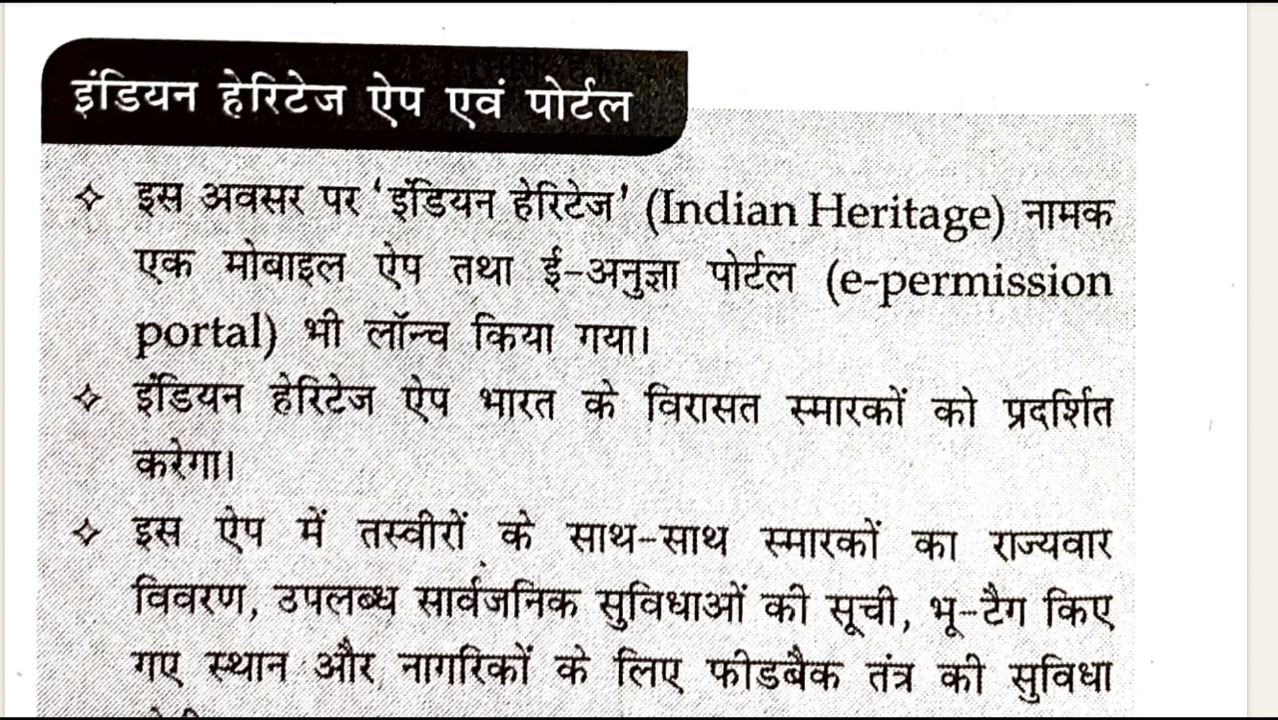 इंडियन हेरिटेज ऐप एवं पोर्टल
✧ इस अवसर पर ‘इंडियन हेरिटेज’ (Indian Heritage) नामक
एक मोबाइल ऐप तथा ई-अनुज्ञा पोर्टल (e-permission
portal) भी लॉन्च किया गया।
✧ इंडियन हेरिटेज ऐप भारत के विरासत स्मारकों को प्रदर्शित
करेगा।
✧ इस ऐप में तस्वीरों के साथ-साथ स्मारकों का राज्यवार
विवरण, उपलब्ध सार्वजनिक सुविधाओं की सूची, भू-टैग किए
गए स्थान और नागरिकों के लिए फीडबैक तंत्र की सुविधा